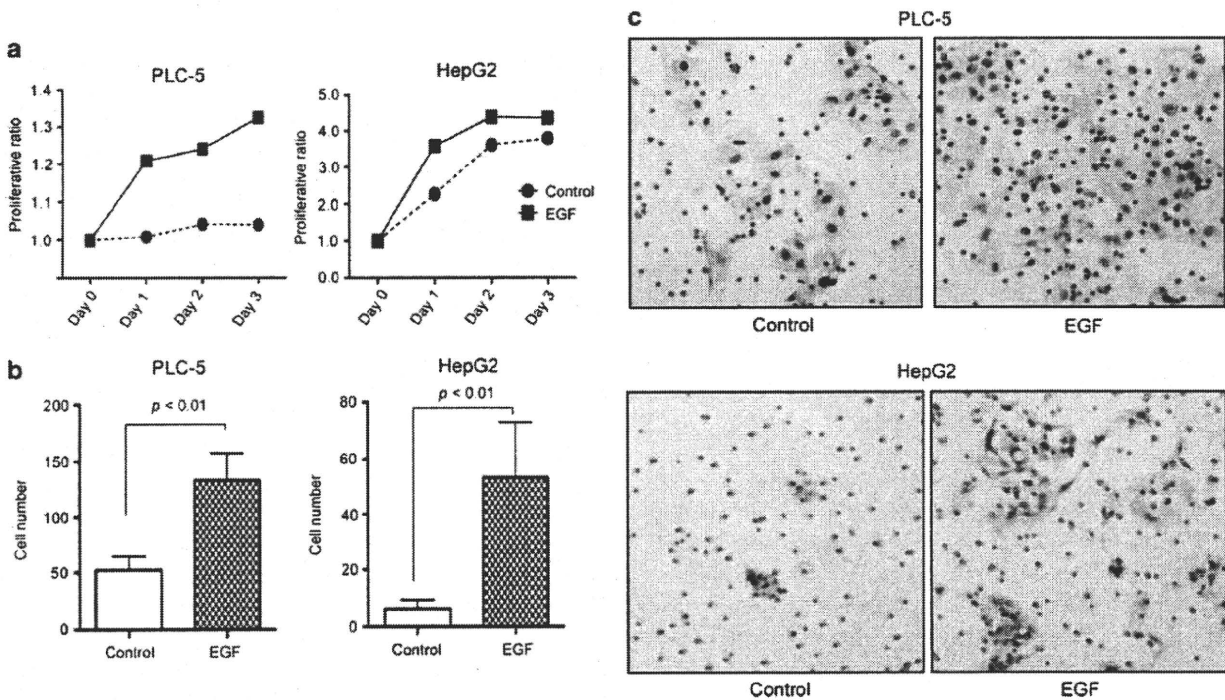 a
PLC-5
Proliferative ratio
1.4
1.3
1.2
1.1
1.0
Day 0
Day 1
Day 2
Day 3
HepG2
Proliferative ratio
5.0
4.0
3.0
2.0
1.0
0.0
Day 0
Day 1
Day 2
Day 3
Control
EGF
b
PLC-5
p < 0.01
Cell number
200
150
100
50
0
Control
EGF
HepG2
p < 0.01
Cell number
80
60
40
20
0
Control
EGF
c
PLC-5
Control
EGF
HepG2
Control
EGF